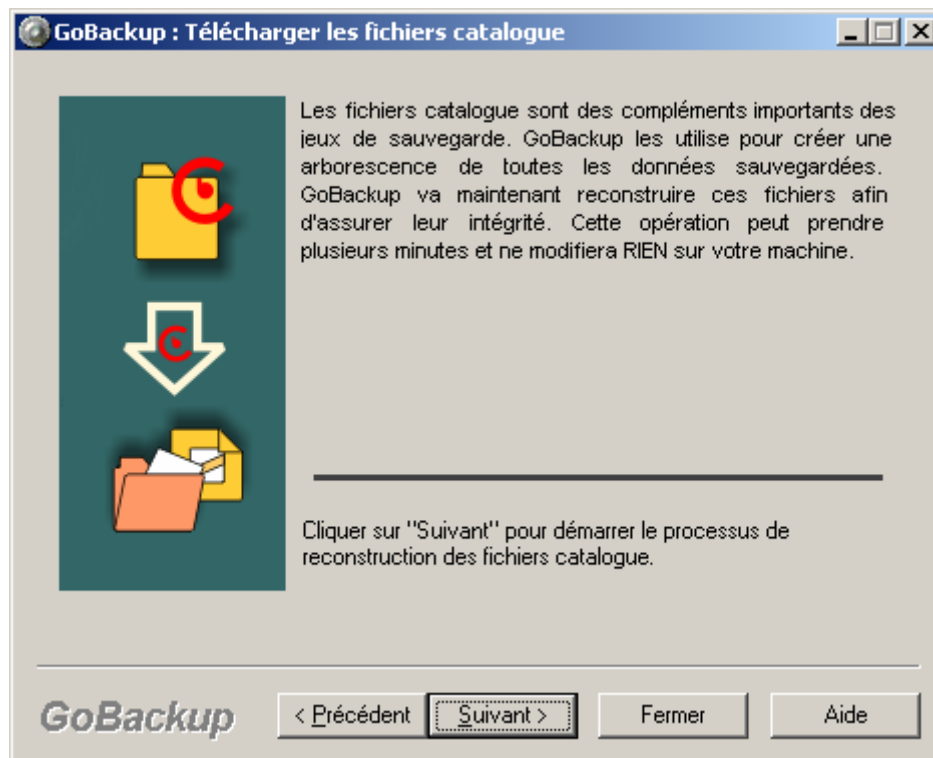 GoBackup : Télécharger les fichiers catalogue
Les fichiers catalogue sont des compléments importants des
jeux de sauvegarde. GoBackup les utilise pour créer une
arborescence de toutes les données sauvegardées.
GoBackup va maintenant reconstruire ces fichiers afin
d'assurer leur intégrité. Cette opération peut prendre
plusieurs minutes et ne modifiera RIEN sur votre machine.
Cliquer sur "Suivant" pour démarrer le processus de
reconstruction des fichiers catalogue.
GoBackup
< Précédent
Suivant >
Fermer
Aide